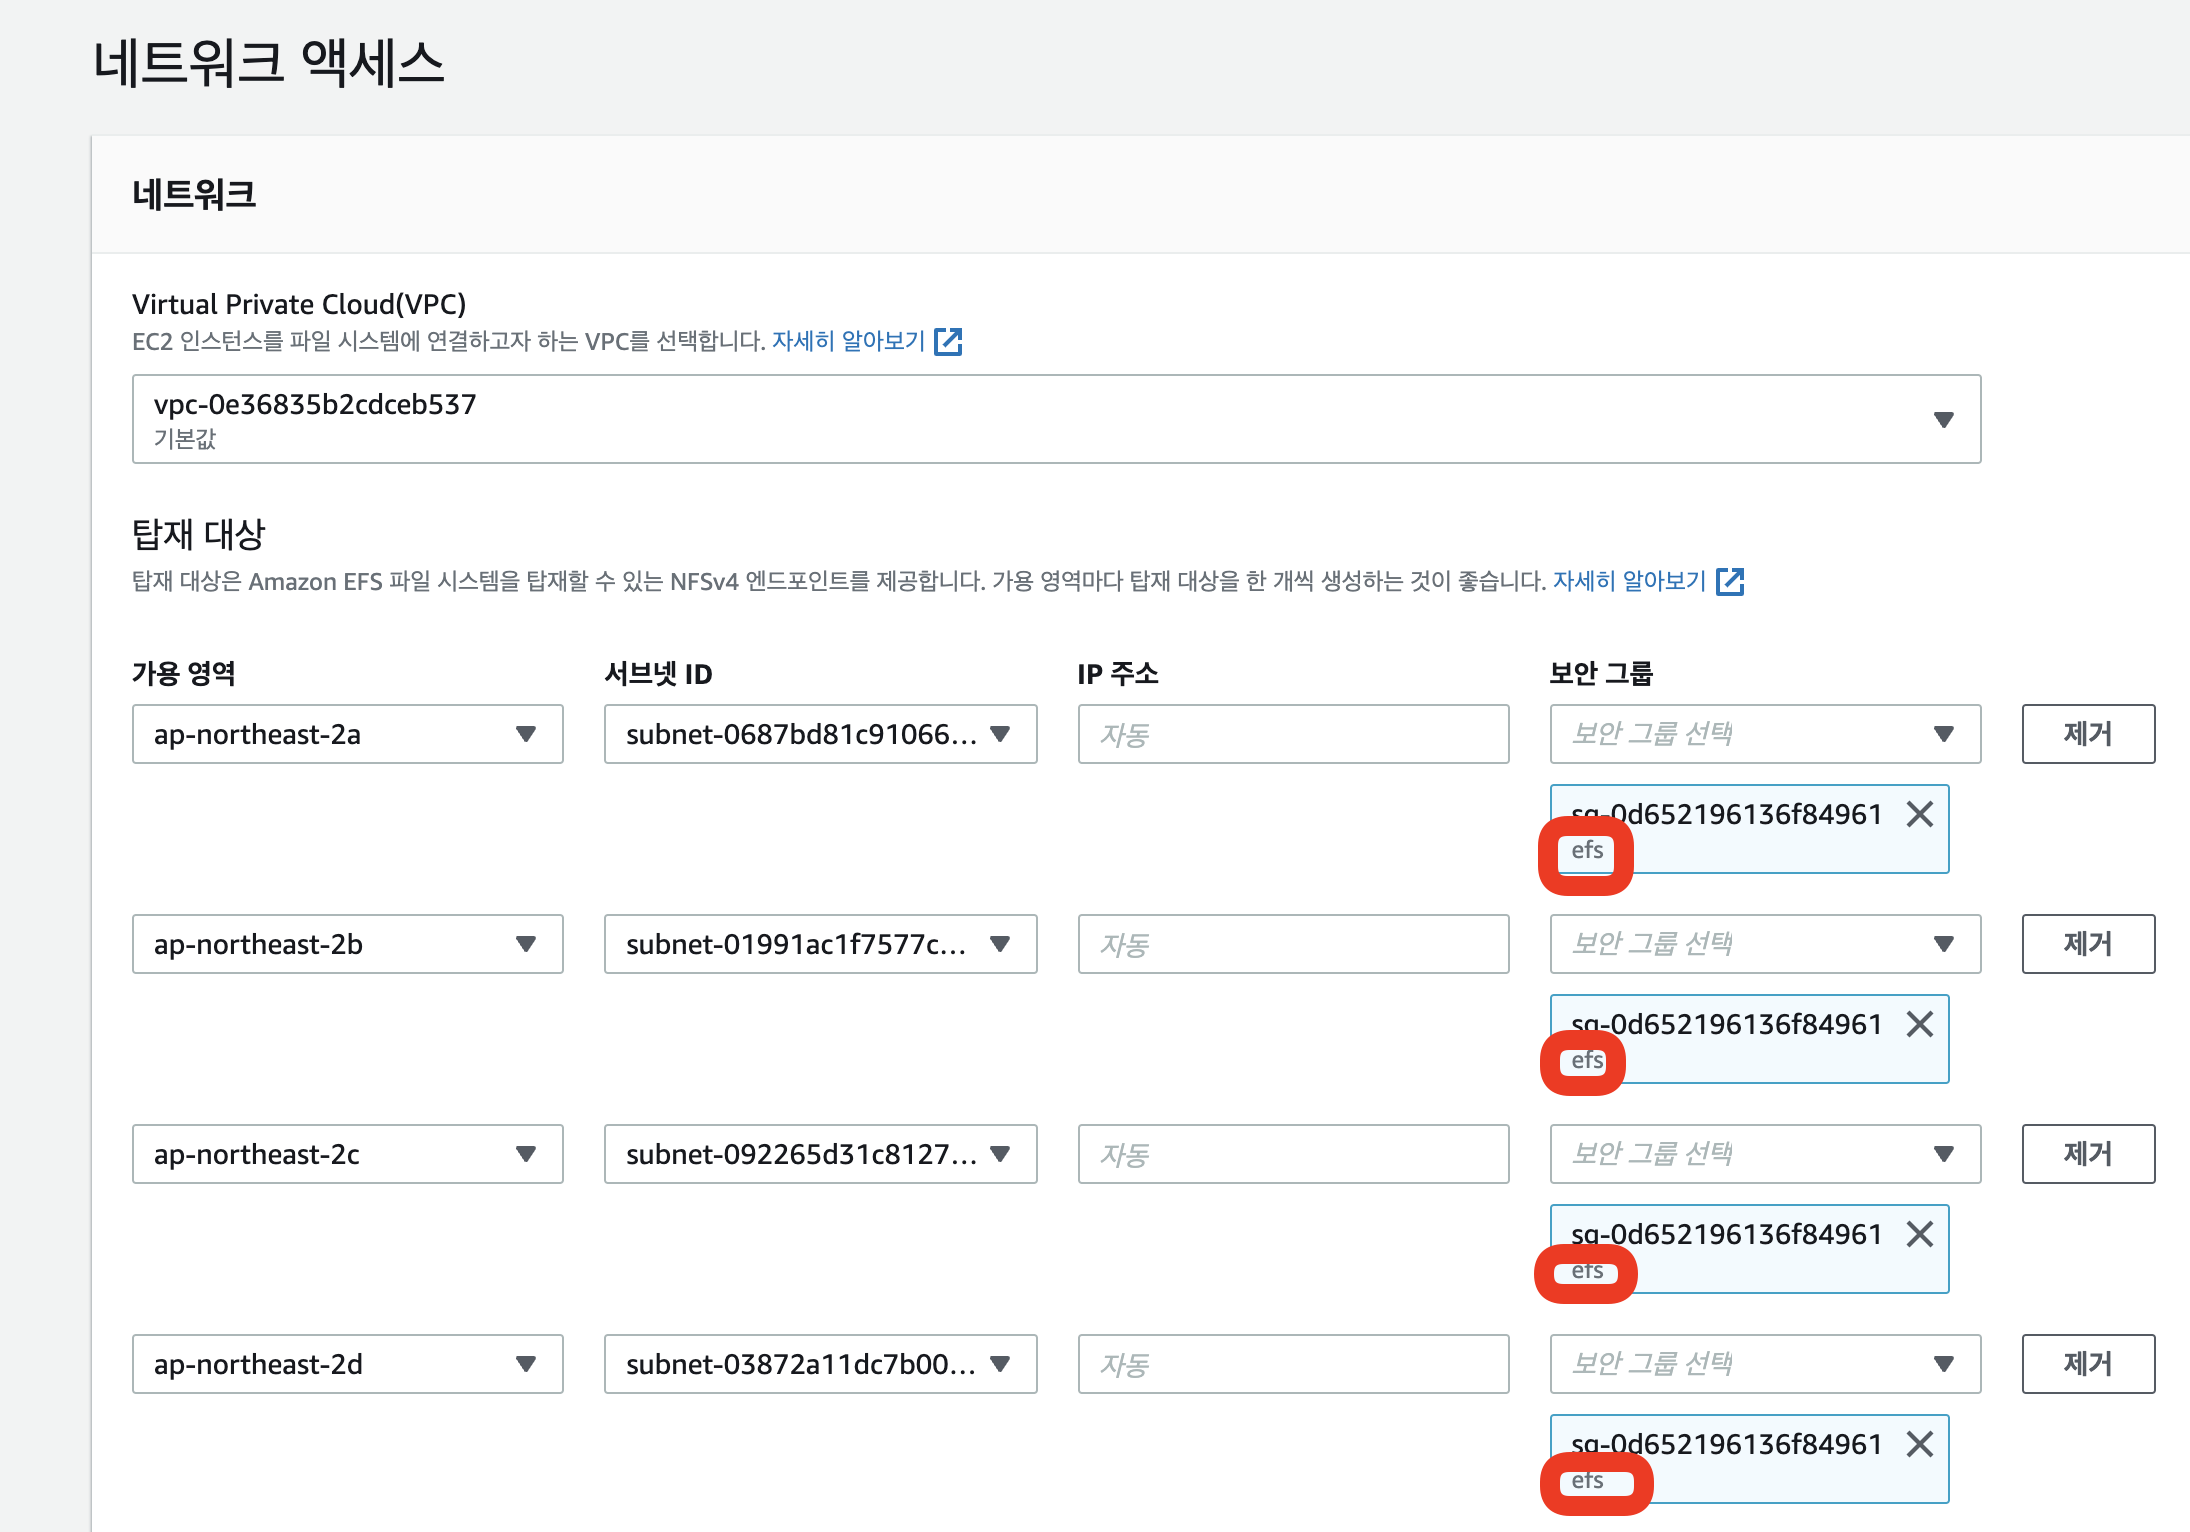 네트워크 액세스
네트워크
Virtual Private Cloud(VPC)
EC2 인스턴스를 파일 시스템에 연결하고자 하는 VPC를 선택합니다. 자세히 알아보기
vpc-0e36835b2cdceb537
기본값
탑재 대상
탑재 대상은 Amazon EFS 파일 시스템을 탑재할 수 있는 NFSv4 엔드포인트를 제공합니다. 가용 영역마다 탑재 대상을 한 개씩 생성하는 것이 좋습니다. 자세히 알아보기
가용 영역 서브넷 ID IP 주소 보안 그룹
ap-northeast-2a subnet-0687bd81c91066... 자동 보안 그룹 선택 제거
sg-0d652196136f84961
efs
ap-northeast-2b subnet-01991ac1f7577c... 자동 보안 그룹 선택 제거
sg-0d652196136f84961
efs
ap-northeast-2c subnet-092265d31c8127... 자동 보안 그룹 선택 제거
sg-0d652196136f84961
efs
ap-northeast-2d subnet-03872a11dc7b00... 자동 보안 그룹 선택 제거
sg-0d652196136f84961
efs